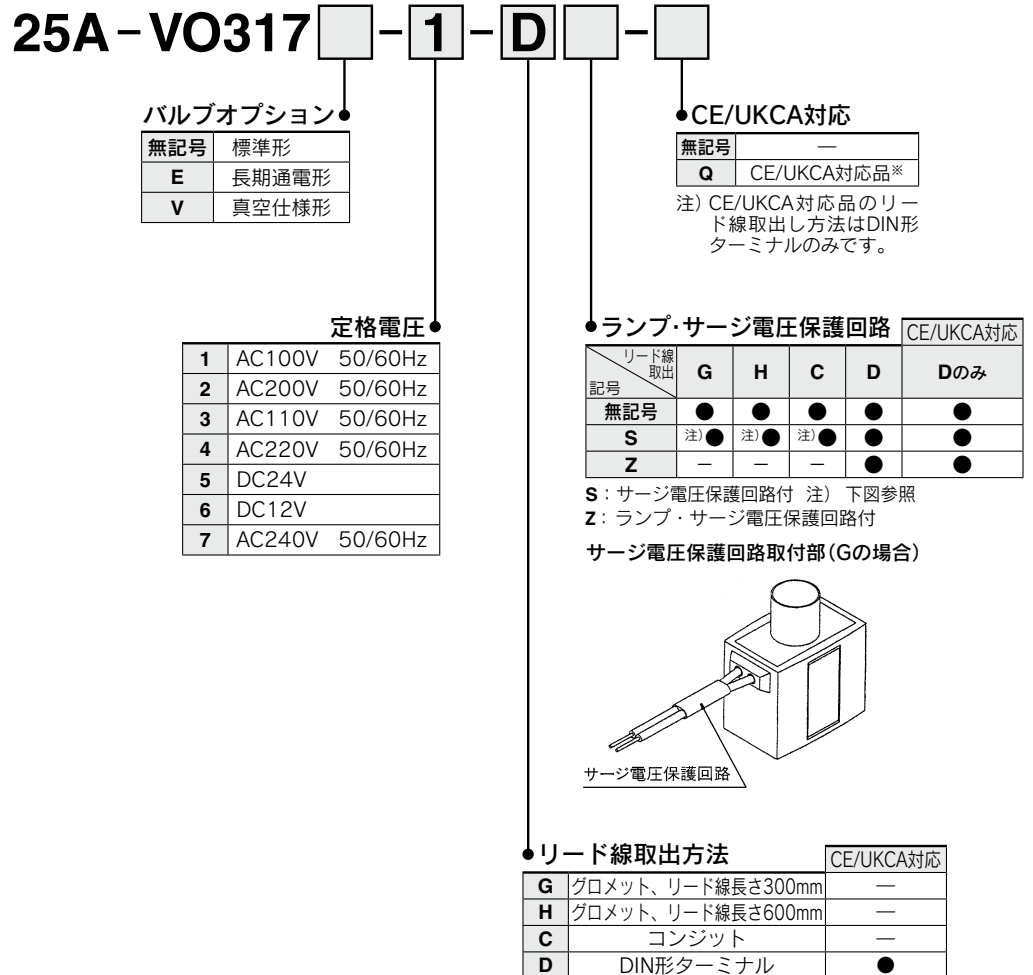 25A-VO317□-1-D□-□
バルブオプション
無記号 標準形
E 長期通電形
V 真空仕様形
CE/UKCA対応
無記号 —
Q CE/UKCA対応品※
注) CE/UKCA対応品のリー
ド線取出し方法はDIN形
ターミナルのみです。
定格電圧
1 AC100V 50/60Hz
2 AC200V 50/60Hz
3 AC110V 50/60Hz
4 AC220V 50/60Hz
5 DC24V
6 DC12V
7 AC240V 50/60Hz
ランプ・サージ電圧保護回路 CE/UKCA対応
リード線
取出
記号 G H C D Dのみ
無記号 ● ● ● ● ●
S 注)● 注)● 注)● ● ●
Z — — — ● ●
S:サージ電圧保護回路付 注) 下図参照
Z:ランプ・サージ電圧保護回路付
サージ電圧保護回路取付部(Gの場合)
サージ電圧保護回路
リード線取出方法 CE/UKCA対応
G グロメット、リード線長さ300mm —
H グロメット、リード線長さ600mm —
C コンジット —
D DIN形ターミナル ●